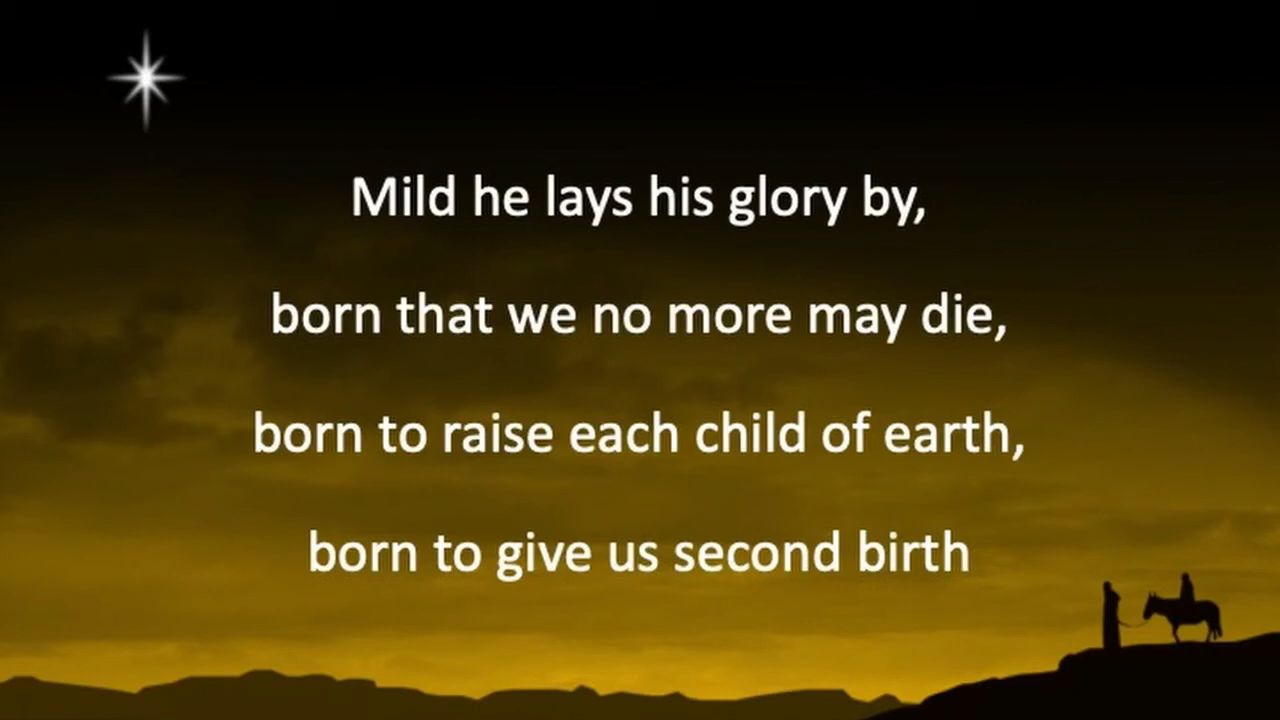 Mild he lays his glory by,
born that we no more may die,
born to raise each child of earth,
born to give us second birth